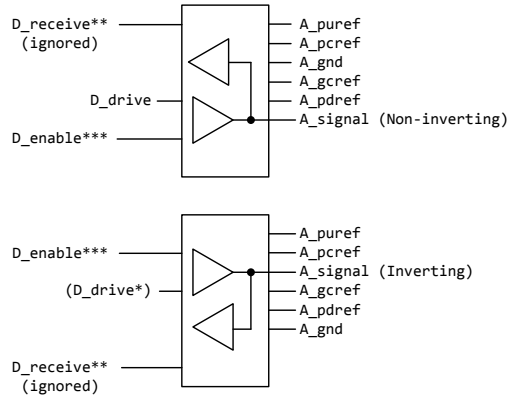 D_receive**
(ignored)
D_drive
D_enable***
A_puref
A_pcref
A_gnd
A_gcref
A_pdref
A_signal (Non-inverting)
D_enable***
(D_drive*)
D_receive**
(ignored)
A_puref
A_pcref
A_signal (Inverting)
A_gcref
A_pdref
A_gnd